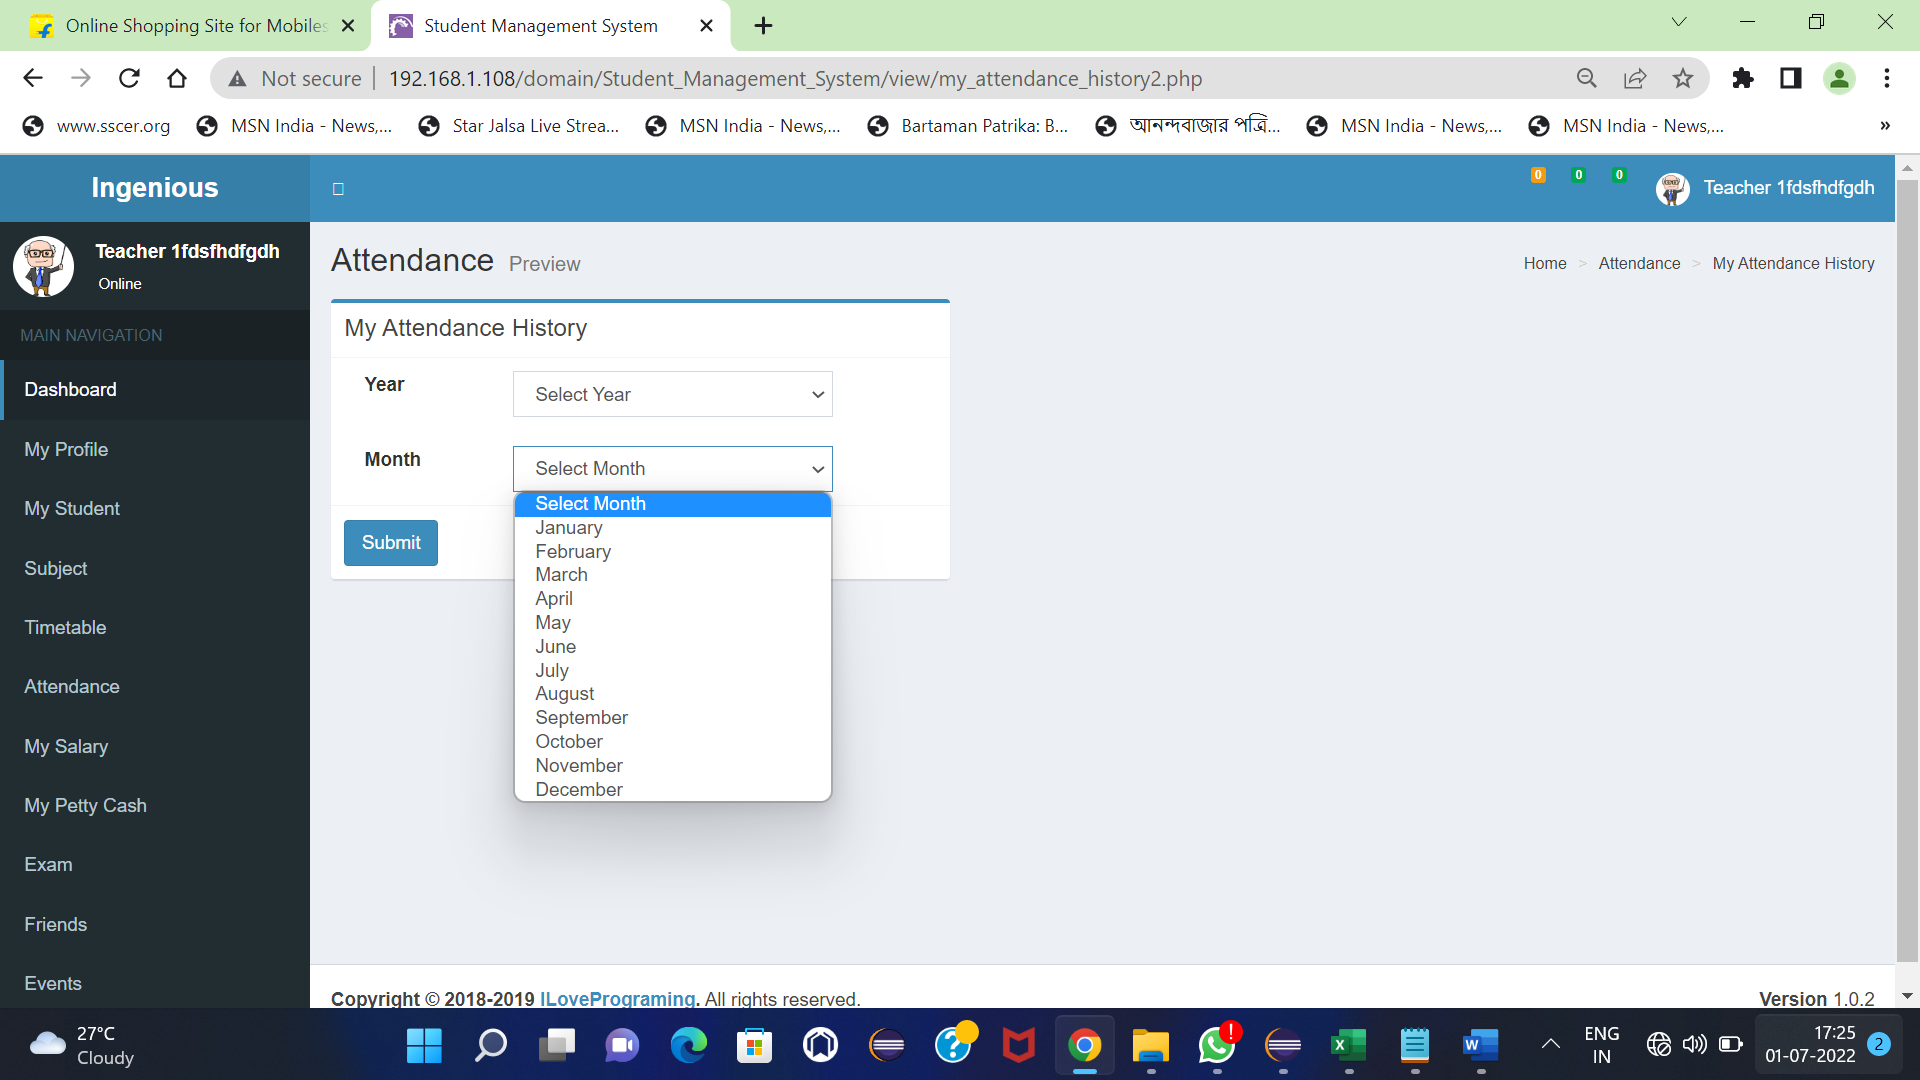 Online Shopping Site for Mobiles
Student Management System
Not secure
192.168.1.108/domain/Student_Management_System/view/my_attendance_history2.php
www.sscer.org
MSN India - News,...
Star Jalsa Live Strea...
MSN India - News,...
Bartaman Patrika: B...
আনন্দবাজার পত্রি...
MSN India - News,...
MSN India - News,...
»
Ingenious
0 0 0
Teacher 1fdsfhdfgdh
Teacher 1fdsfhdfgdh
Online
MAIN NAVIGATION
Dashboard
My Profile
My Student
Subject
Timetable
Attendance
My Salary
My Petty Cash
Exam
Friends
Events
Attendance Preview
Home > Attendance > My Attendance History
My Attendance History
Year
Select Year
Month
Select Month
Select Month
January
February
March
April
May
June
July
August
September
October
November
December
Submit
Copyright © 2018-2019 ILovePrograming. All rights reserved.
Version 1.0.2
27°C
Cloudy
ENG
IN
17:25
01-07-2022
2